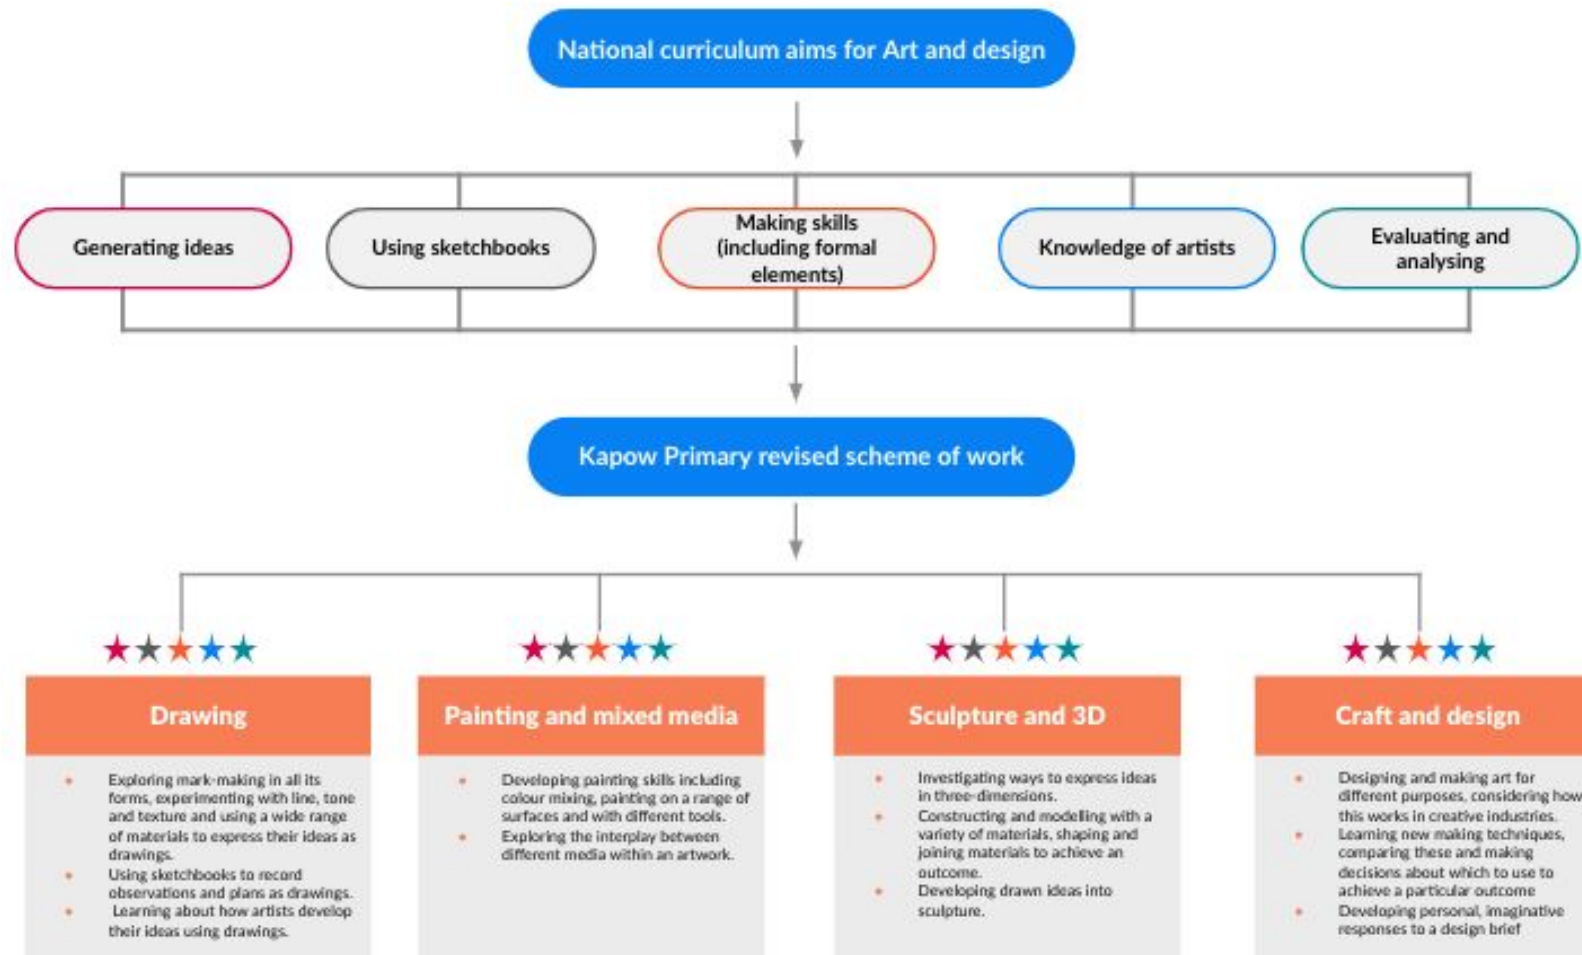 National curriculum aims for Art and design
Generating ideas
Using sketchbooks
Making skills
(including formal
elements)
Knowledge of artists
Evaluating and
analysing
Kapow Primary revised scheme of work
Drawing
• Exploring mark-making in all its
forms, experimenting with line, tone
and texture and using a wide range
of materials to express their ideas as
drawings.
• Using sketchbooks to record
observations and plans as drawings.
• Learning about how artists develop
their ideas using drawings.
Painting and mixed media
• Developing painting skills including
colour mixing, painting on a range of
surfaces and with different tools.
• Exploring the interplay between
different media within an artwork.
Sculpture and 3D
• Investigating ways to express ideas
in three-dimensions.
• Constructing and modelling with a
variety of materials, shaping and
joining materials to achieve an
outcome.
• Developing drawn ideas into
sculpture.
Craft and design
• Designing and making art for
different purposes, considering how
this works in creative industries.
• Learning new making techniques,
comparing these and making
decisions about which to use to
achieve a particular outcome
• Developing personal, imaginative
responses to a design brief